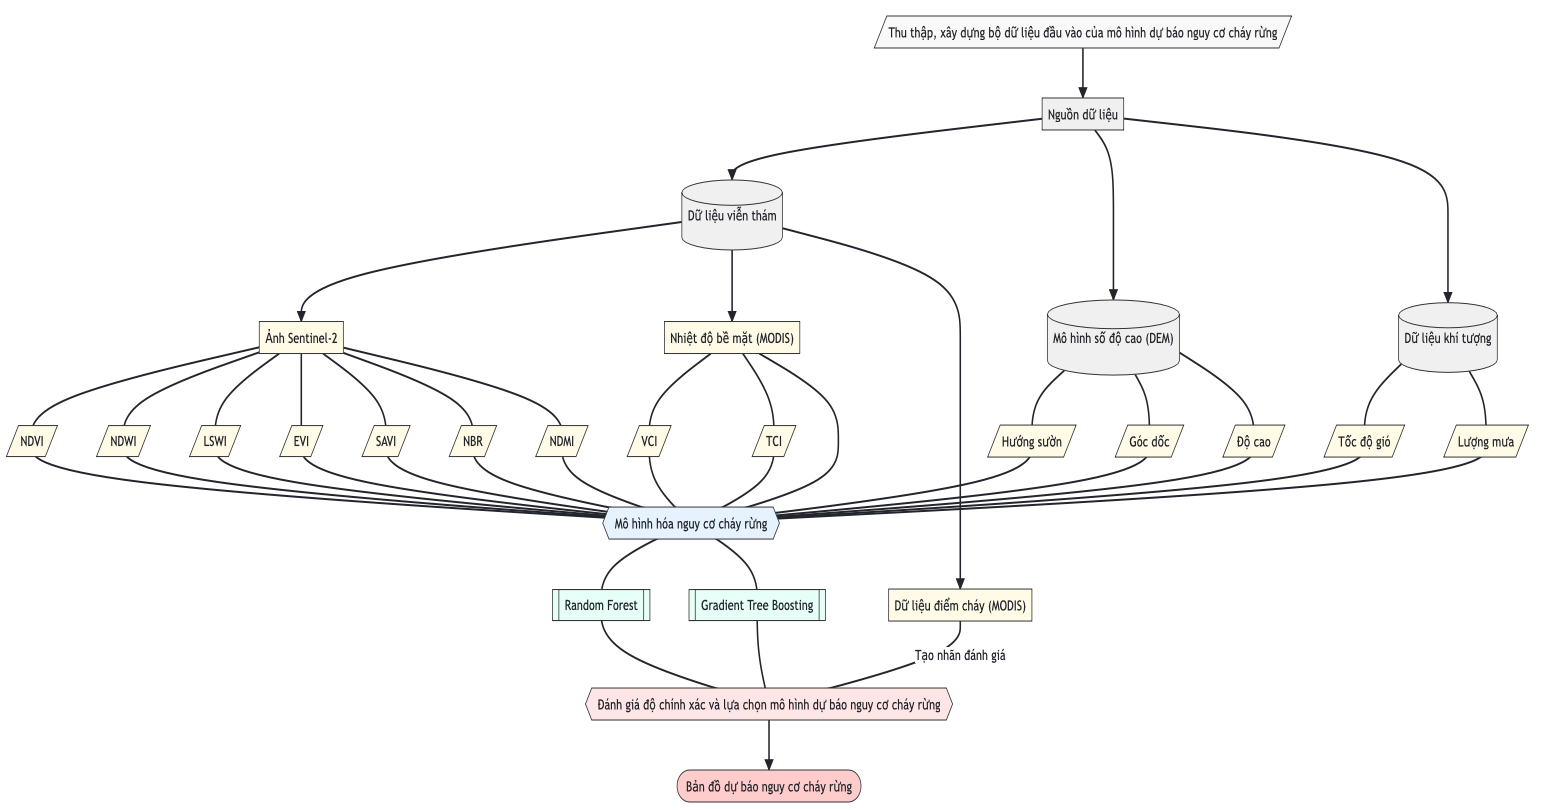 Thu thập, xây dựng bộ dữ liệu đầu vào của mô hình dự báo nguy cơ cháy rừng
Nguồn dữ liệu
Dữ liệu viễn thám
Ảnh Sentinel-2
Nhiệt độ bề mặt (MODIS)
Mô hình số độ cao (DEM)
Dữ liệu khí tượng
NDVI
NDWI
LSWI
EVI
SAVI
NBR
NDMI
VCI
TCI
Hướng sườn
Góc dốc
Độ cao
Tốc độ gió
Lượng mưa
Mô hình hóa nguy cơ cháy rừng
Random Forest
Gradient Tree Boosting
Dữ liệu điểm cháy (MODIS)
Tạo nhãn đánh giá
Đánh giá độ chính xác và lựa chọn mô hình dự báo nguy cơ cháy rừng
Bản đồ dự báo nguy cơ cháy rừng